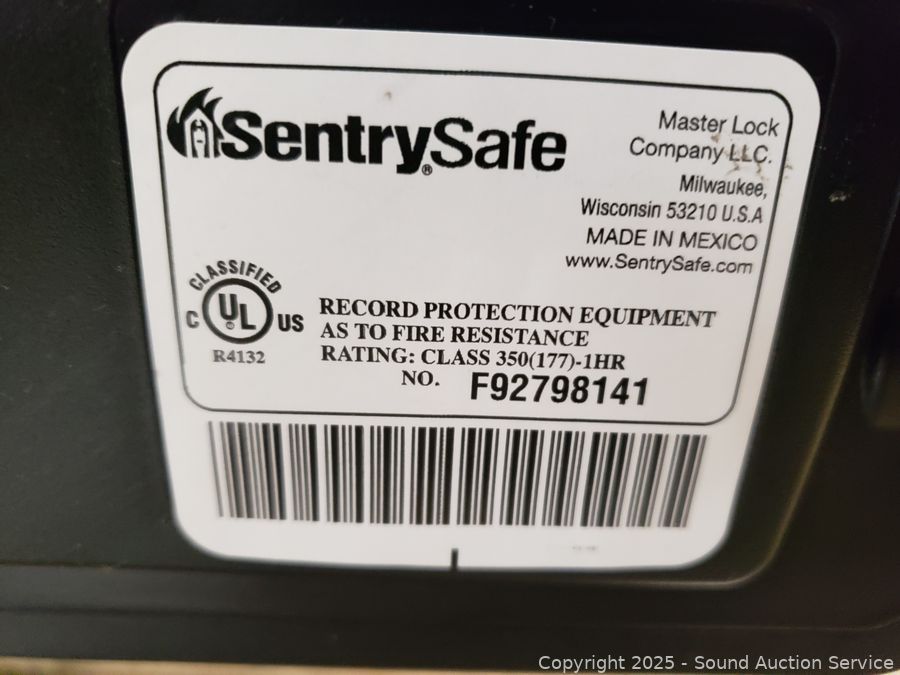 SentrySafe®
Master Lock
Company LLC.
Milwaukee,
Wisconsin 53210 U.S.A
MADE IN MEXICO
www.SentrySafe.com
CLASSIFIED
C UL® US
R4132
RECORD PROTECTION EQUIPMENT
AS TO FIRE RESISTANCE
RATING: CLASS 350(177)-1HR
NO. F92798141
Copyright © 2025 - Sound Auction Service